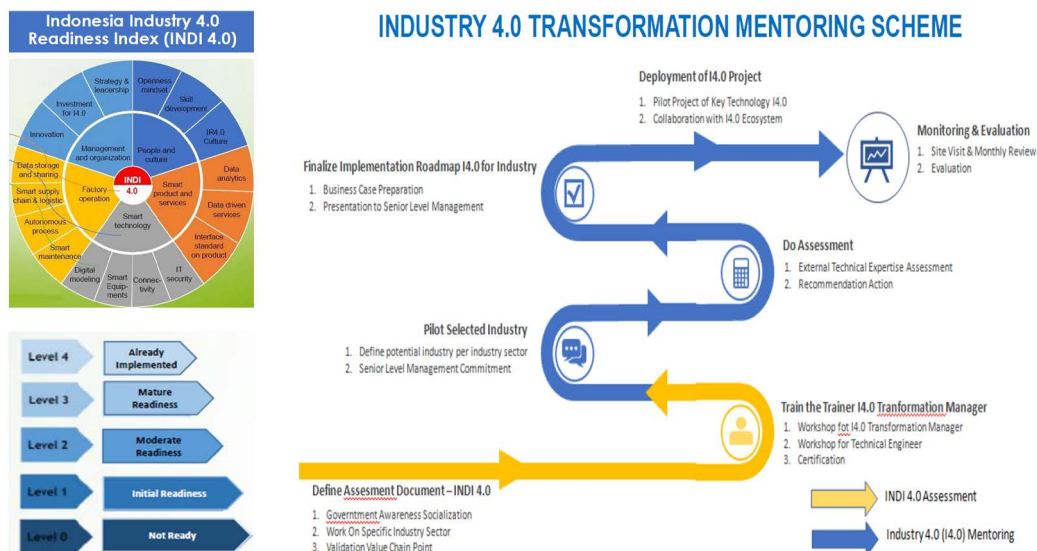 Indonesia Industry 4.0
Readiness Index (INDI 4.0)
INDUSTRY 4.0 TRANSFORMATION MENTORING SCHEME
Strategy &
leadership
Openness
mindset
Investment
for I4.0
Skill
development
Innovation
IR4.0
Culture
Management
and organization
People and
culture
Data storage
and sharing
Data
analytics
INDI
4.0
Factory
operation
Smart
product and
services
Smart supply
chain & logistic
Data driven
services
Smart
technology
Autonomous
process
Interface
standard
on product
Smart
maintenance
Digital
modeling
Smart
Equip-
ments
Connec-
tivity
IT
security
Level 4
Already
Implemented
Level 3
Mature
Readiness
Level 2
Moderate
Readiness
Level 1
Initial Readiness
Level 0
Not Ready
Deployment of I4.0 Project
1. Pilot Project of Key Technology I4.0
2. Collaboration with I4.0 Ecosystem
Monitoring & Evaluation
1. Site Visit & Monthly Review
2. Evaluation
Finalize Implementation Roadmap I4.0 for Industry
1. Business Case Preparation
2. Presentation to Senior Level Management
Do Assessment
1. External Technical Expertise Assessment
2. Recommendation Action
Pilot Selected Industry
1. Define potential industry per industry sector
2. Senior Level Management Commitment
Train the Trainer I4.0 Tranformation Manager
1. Workshop fot I4.0 Transformation Manager
2. Workshop for Technical Engineer
3. Certification
Define Assesment Document – INDI 4.0
1. Governtment Awareness Socialization
2. Work On Specific Industry Sector
3. Validation Value Chain Point
INDI 4.0 Assessment
Industry 4.0 (I4.0) Mentoring